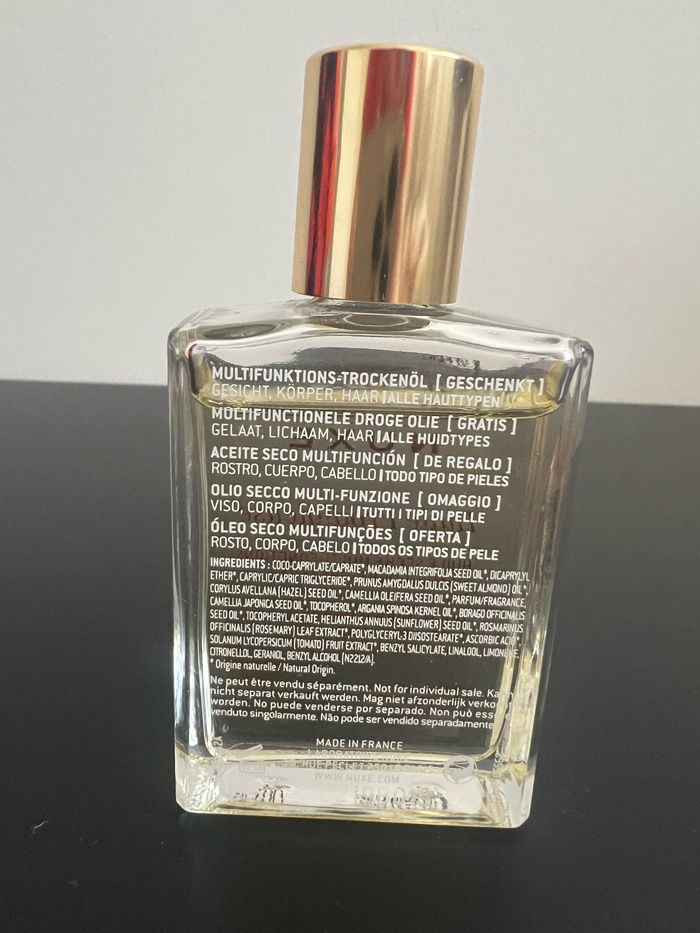 MULTIFUNKTIONS-TROCKENÖL [ GESCHENKT ]
GESICHT, KÖRPER, HAAR | ALLE HAUTTYPEN
MULTIFUNCTIONELE DROGE OLIE [ GRATIS ]
GELAAT, LICHAAM, HAAR | ALLE HUIDTYPES
ACEITE SECO MULTIFUNCIÓN [ DE REGALO ]
ROSTRO, CUERPO, CABELLO | TODO TIPO DE PIELES
OLIO SECCO MULTI-FUNZIONE [ OMAGGIO ]
VISO, CORPO, CAPELLI | TUTTI I TIPI DI PELLE
ÓLEO SECO MULTIFUNÇÕES [ OFERTA ]
ROSTO, CORPO, CABELO | TODOS OS TIPOS DE PELE
INGREDIENTS : COCO-CAPRYLATE/CAPRATE*, MACADAMIA INTEGRIFOLIA SEED OIL*, DICAPRYLYL
ETHER*, CAPRYLIC/CAPRIC TRIGLYCERIDE*, PRUNUS AMYGDALUS DULCIS (SWEET ALMOND) OIL*,
CORYLUS AVELLANA (HAZEL) SEED OIL*, CAMELLIA OLEIFERA SEED OIL*, PARFUM/FRAGRANCE,
CAMELLIA JAPONICA SEED OIL*, TOCOPHEROL*, ARGANIA SPINOSA KERNEL OIL*, BORAGO OFFICINALIS
SEED OIL*, TOCOPHERYL ACETATE, HELIANTHUS ANNUUS (SUNFLOWER) SEED OIL*, ROSMARINUS
OFFICINALIS (ROSEMARY) LEAF EXTRACT*, POLYGLYCERYL-3 DIISOSTEARATE*, ASCORBIC ACID*,
SOLANUM LYCOPERSICUM (TOMATO) FRUIT EXTRACT*, BENZYL SALICYLATE, LINALOOL, LIMONENE,
CITRONELLOL, GERANIOL, BENZYL ALCOHOL [N2212/A].
* Origine naturelle / Natural Origin.
Ne peut être vendu séparément. Not for individual sale. Kann
nicht separat verkauft werden. Mag niet afzonderlijk verko
worden. No puede venderse por separado. Non può esse
venduto singolarmente. Não pode ser vendido separadamente.
MADE IN FRANCE
WWW.NUXE.COM